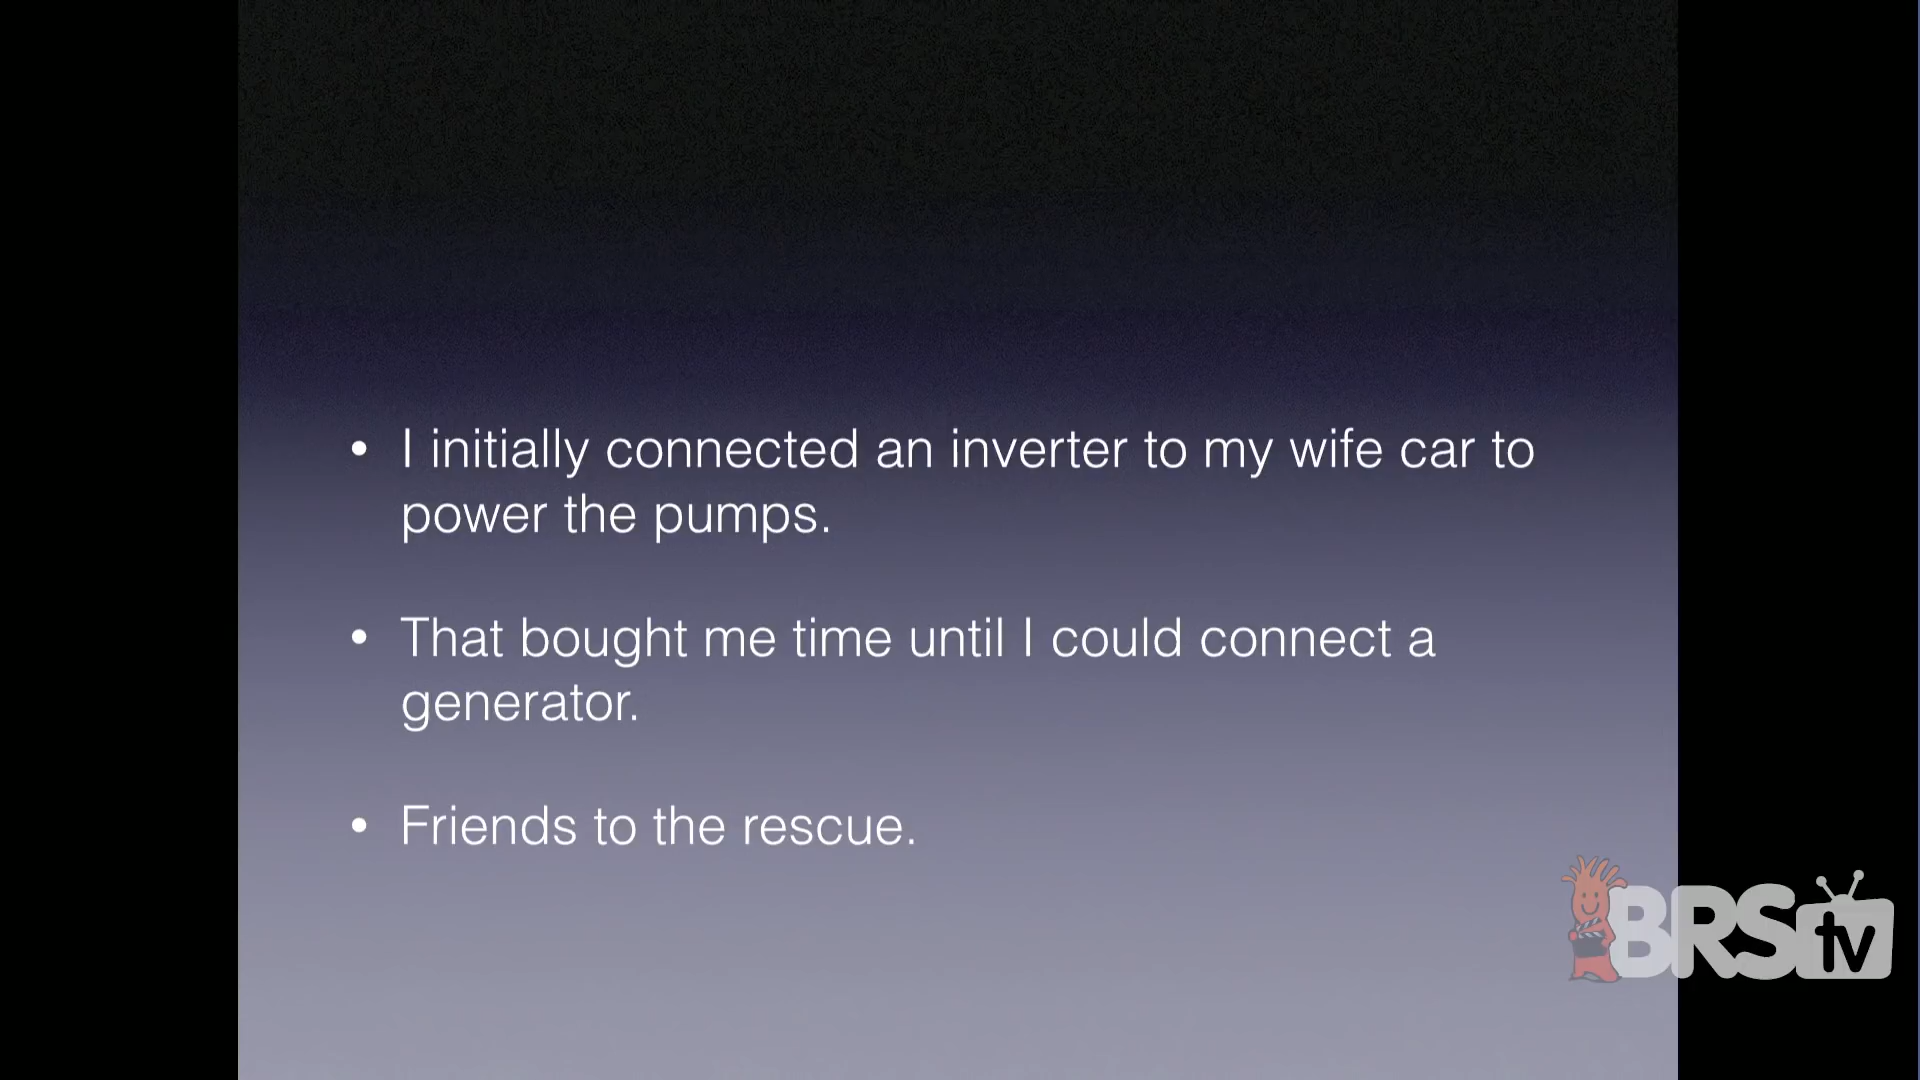 • I initially connected an inverter to my wife car to
power the pumps.
• That bought me time until I could connect a
generator.
• Friends to the rescue.
BRStv